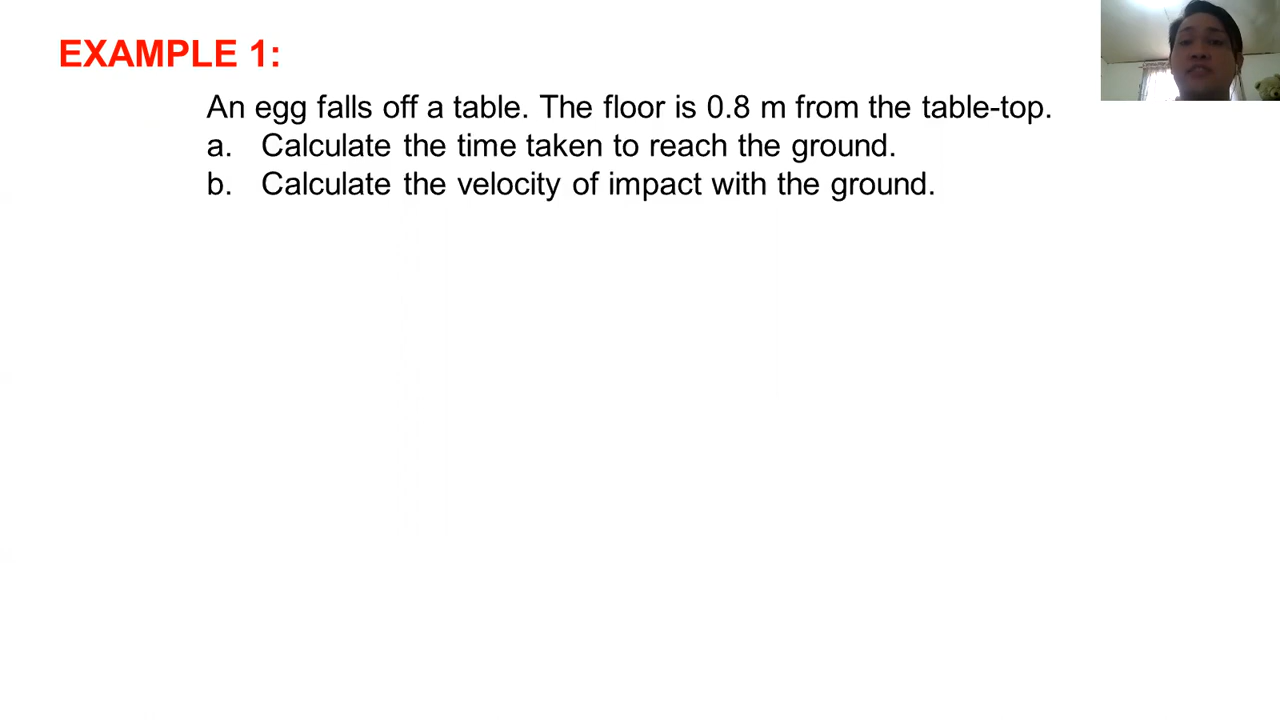 EXAMPLE 1:
An egg falls off a table. The floor is 0.8 m from the table-top.
a. Calculate the time taken to reach the ground.
b. Calculate the velocity of impact with the ground.